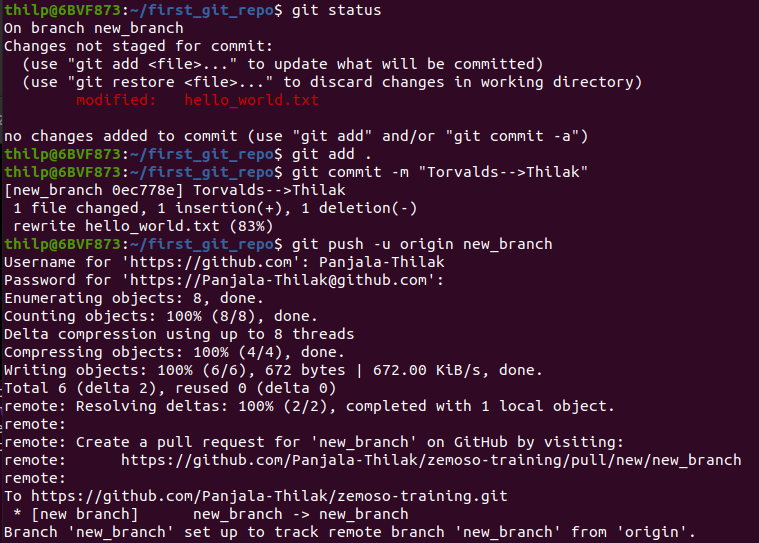 thilp@6BVF873:~/first_git_repo$ git status
On branch new_branch
Changes not staged for commit:
  (use "git add <file>..." to update what will be committed)
  (use "git restore <file>..." to discard changes in working directory)
        modified:   hello_world.txt

no changes added to commit (use "git add" and/or "git commit -a")
thilp@6BVF873:~/first_git_repo$ git add .
thilp@6BVF873:~/first_git_repo$ git commit -m "Torvalds-->Thilak"
[new_branch 0ec778e] Torvalds-->Thilak
 1 file changed, 1 insertion(+), 1 deletion(-)
 rewrite hello_world.txt (83%)
thilp@6BVF873:~/first_git_repo$ git push -u origin new_branch
Username for 'https://github.com': Panjala-Thilak
Password for 'https://Panjala-Thilak@github.com':
Enumerating objects: 8, done.
Counting objects: 100% (8/8), done.
Delta compression using up to 8 threads
Compressing objects: 100% (4/4), done.
Writing objects: 100% (6/6), 672 bytes | 672.00 KiB/s, done.
Total 6 (delta 2), reused 0 (delta 0)
remote: Resolving deltas: 100% (2/2), completed with 1 local object.
remote:
remote: Create a pull request for 'new_branch' on GitHub by visiting:
remote:      https://github.com/Panjala-Thilak/zemoso-training/pull/new/new_branch
remote:
To https://github.com/Panjala-Thilak/zemoso-training.git
 * [new branch]      new_branch -> new_branch
Branch 'new_branch' set up to track remote branch 'new_branch' from 'origin'.